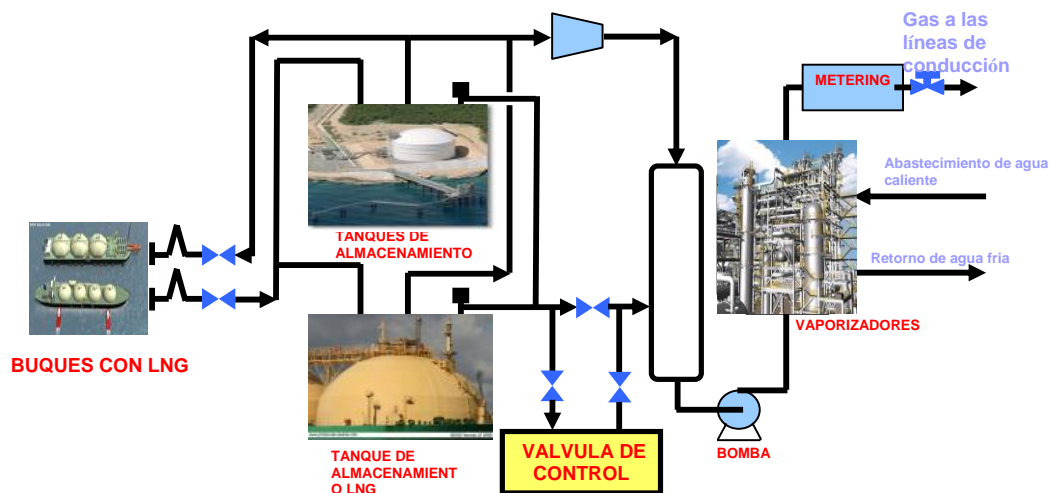 Gas a las
líneas de
conducción
METERING
Abastecimiento de agua
caliente
TANQUES DE
ALMACENAMIENTO
Retorno de agua fria
VAPORIZADORES
BUQUES CON LNG
VALVULA DE
CONTROL
BOMBA
TANQUE DE
ALMACENAMIENT
O LNG